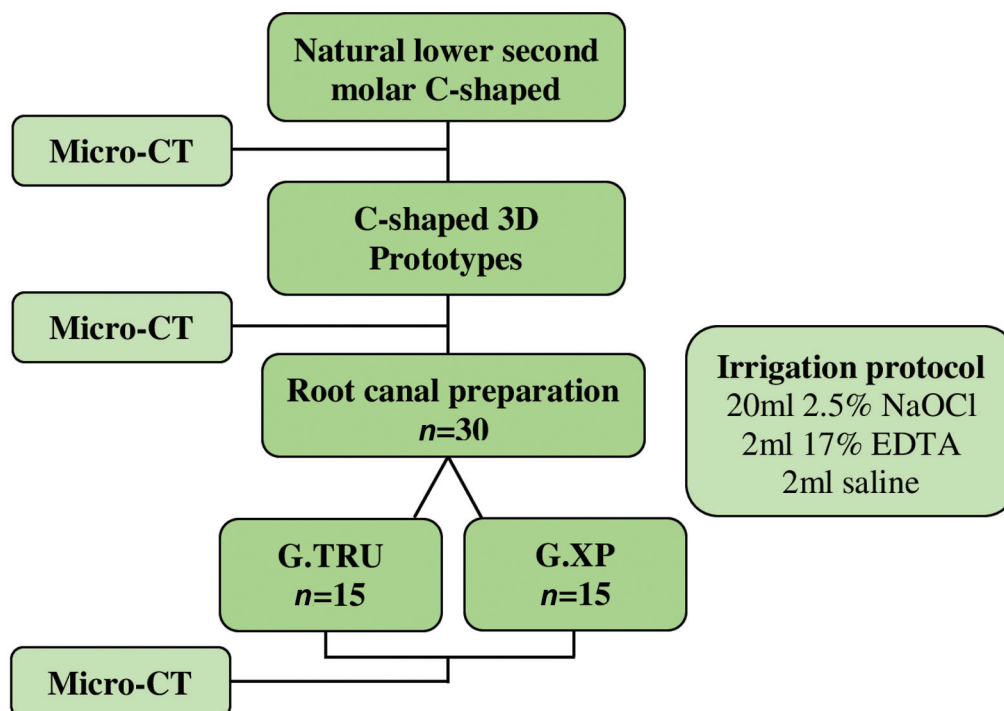 Natural lower second
molar C-shaped
Micro-CT
C-shaped 3D
Prototypes
Micro-CT
Root canal preparation
n=30
Irrigation protocol
20ml 2.5% NaOCl
2ml 17% EDTA
2ml saline
G.TRU
n=15
G.XP
n=15
Micro-CT